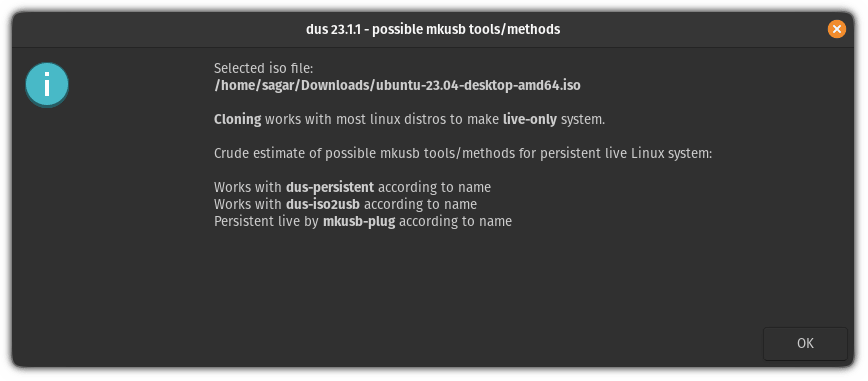 dus 23.1.1 - possible mkusb tools/methods
Selected iso file:
/home/sagar/Downloads/ubuntu-23.04-desktop-amd64.iso
Cloning works with most linux distros to make live-only system.
Crude estimate of possible mkusb tools/methods for persistent live Linux system:
Works with dus-persistent according to name
Works with dus-iso2usb according to name
Persistent live by mkusb-plug according to name
OK